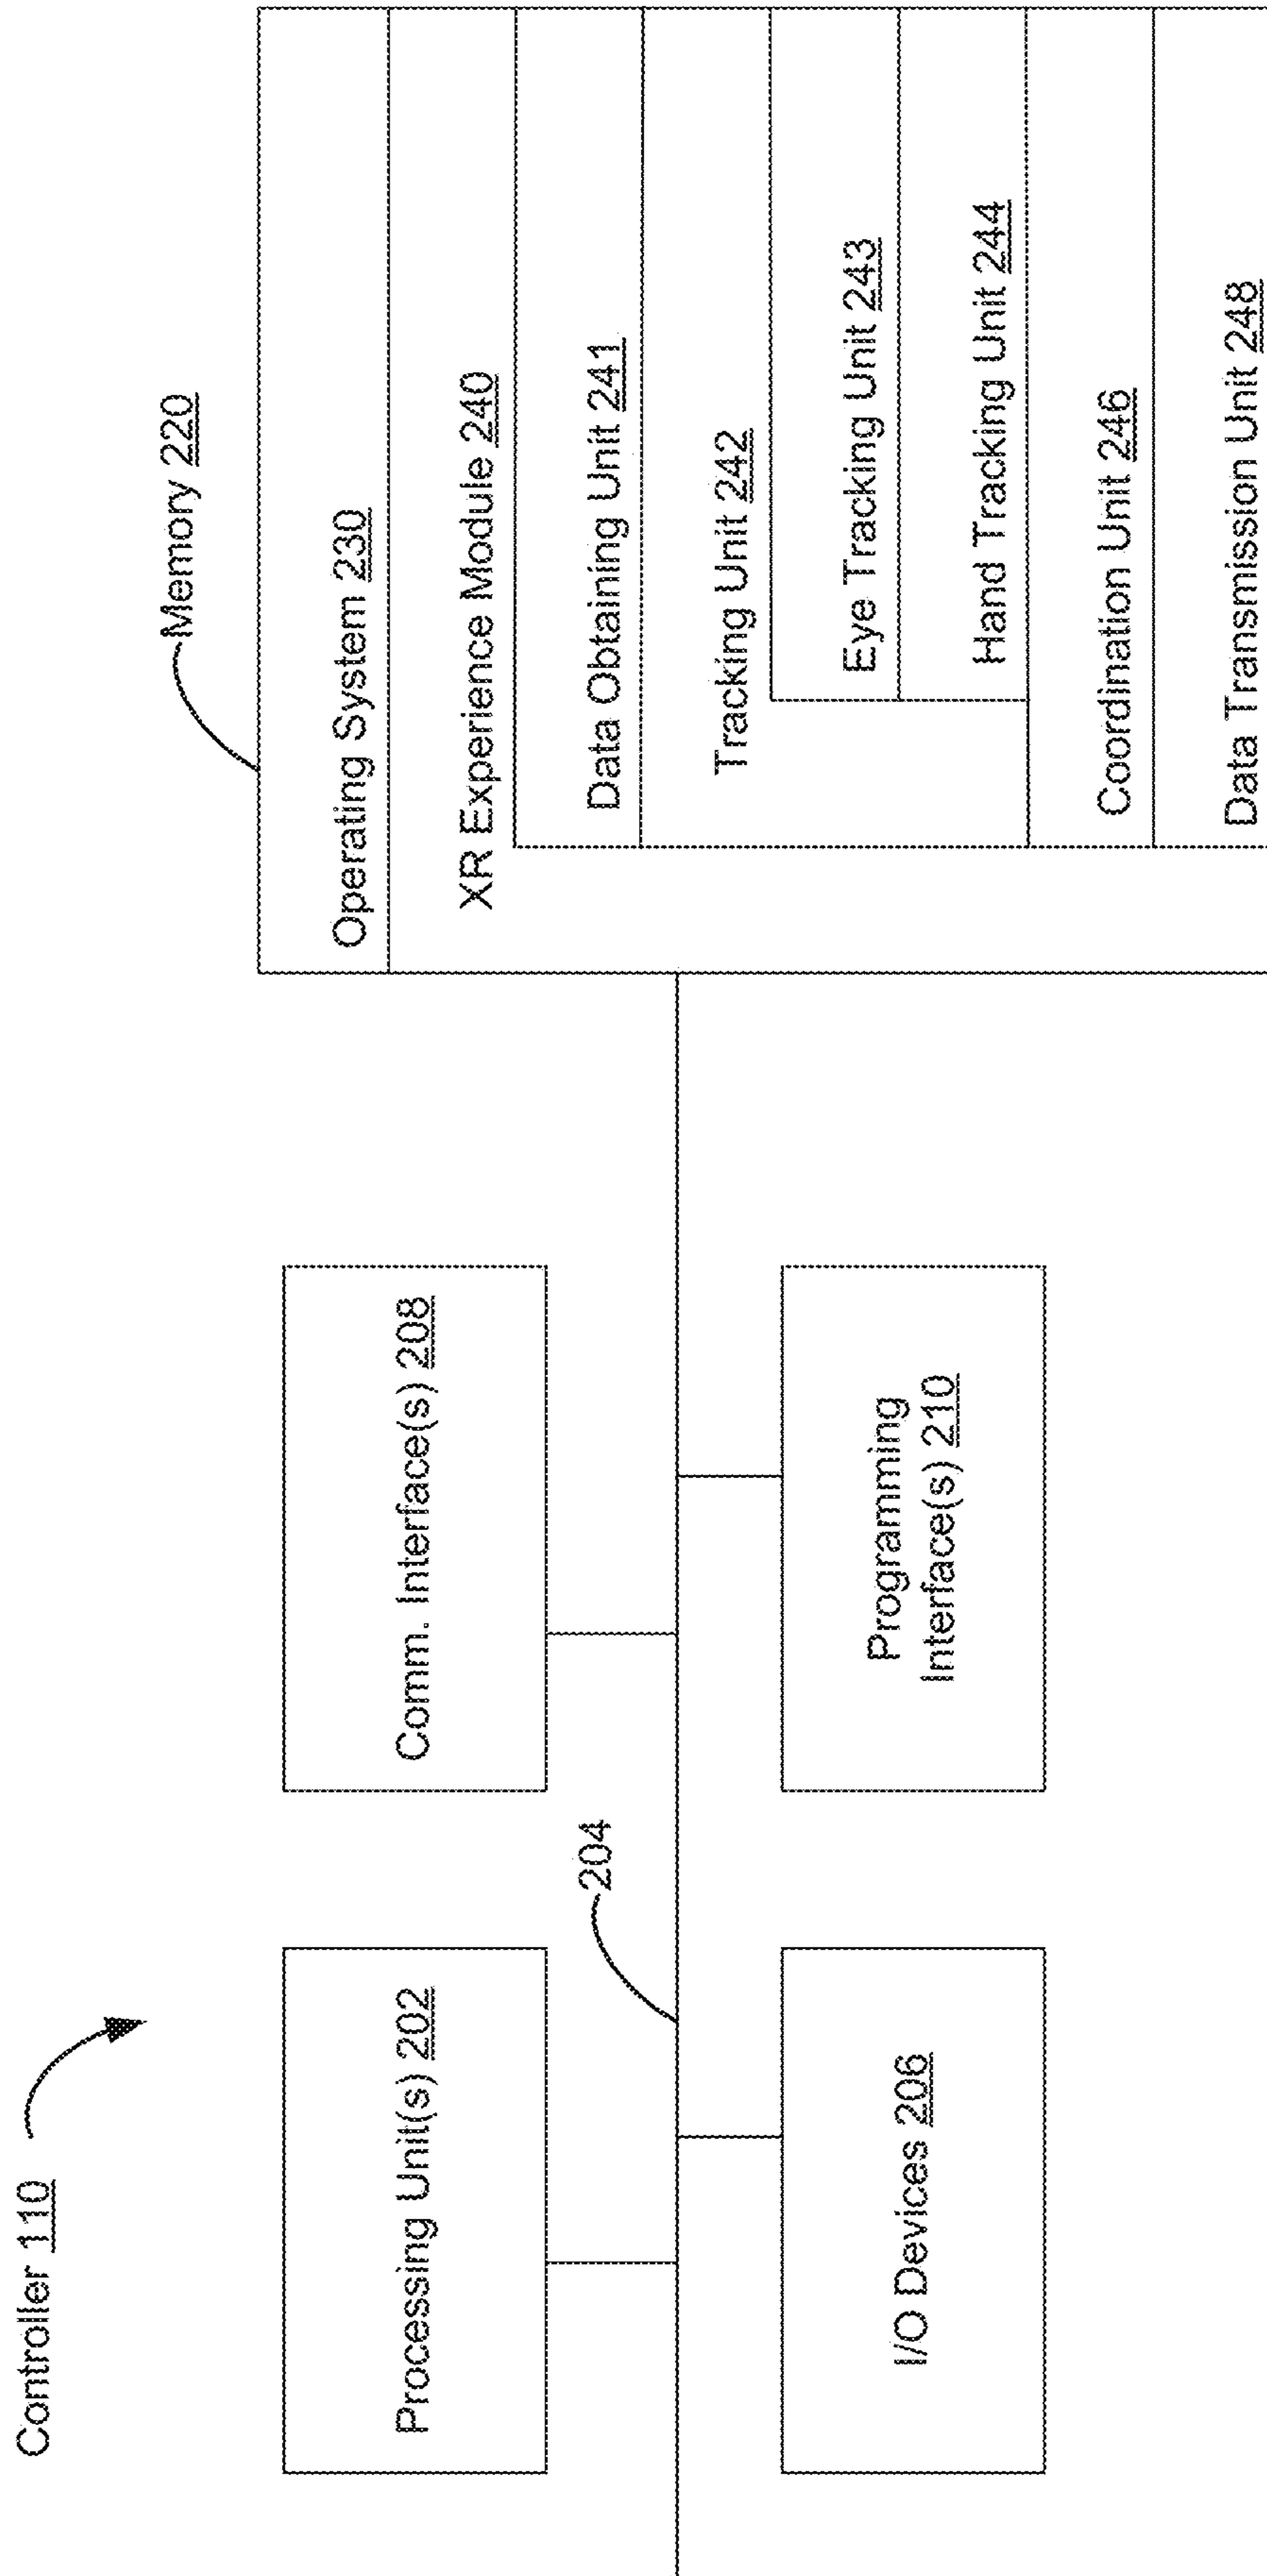 Controller 110
Memory 220
Processing Unit(s) 202
Comm. Interface(s) 208
204
I/O Devices 206
Programming
Interface(s) 210
Operating System 230
XR Experience Module 240
Data Obtaining Unit 241
Tracking Unit 242
Eye Tracking Unit 243
Hand Tracking Unit 244
Coordination Unit 246
Data Transmission Unit 248